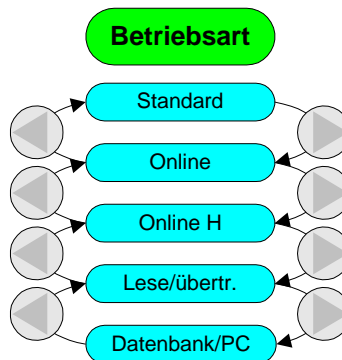 Betriebsart
Standard
Online
Online H
Lese/übertr.
Datenbank/PC